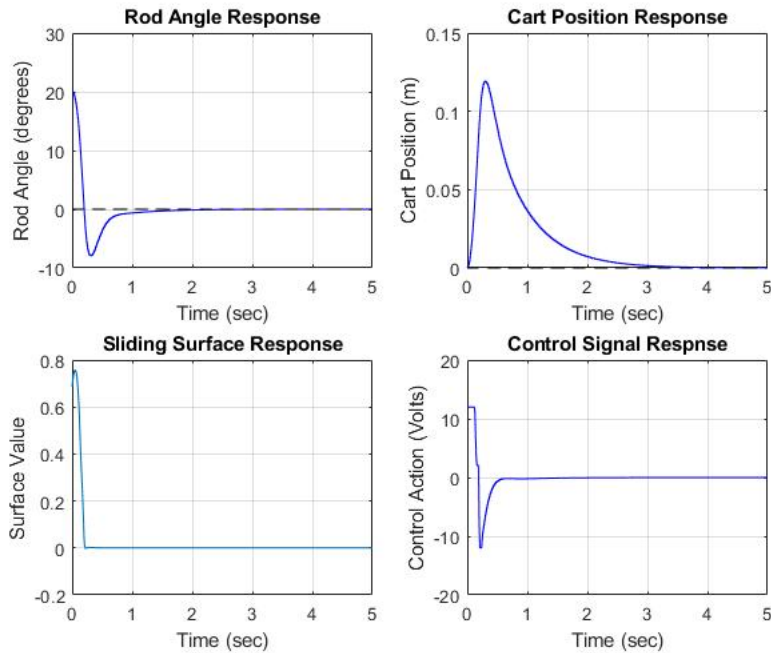 Rod Angle Response
30
20
10
0
-10
Rod Angle (degrees)
0 1 2 3 4 5
Time (sec)
Cart Position Response
0.15
0.1
0.05
0
Cart Position (m)
0 1 2 3 4 5
Time (sec)
Sliding Surface Response
0.8
0.6
0.4
0.2
0
-0.2
Surface Value
0 1 2 3 4 5
Time (sec)
Control Signal Respnse
20
10
0
-10
-20
Control Action (Volts)
0 1 2 3 4 5
Time (sec)